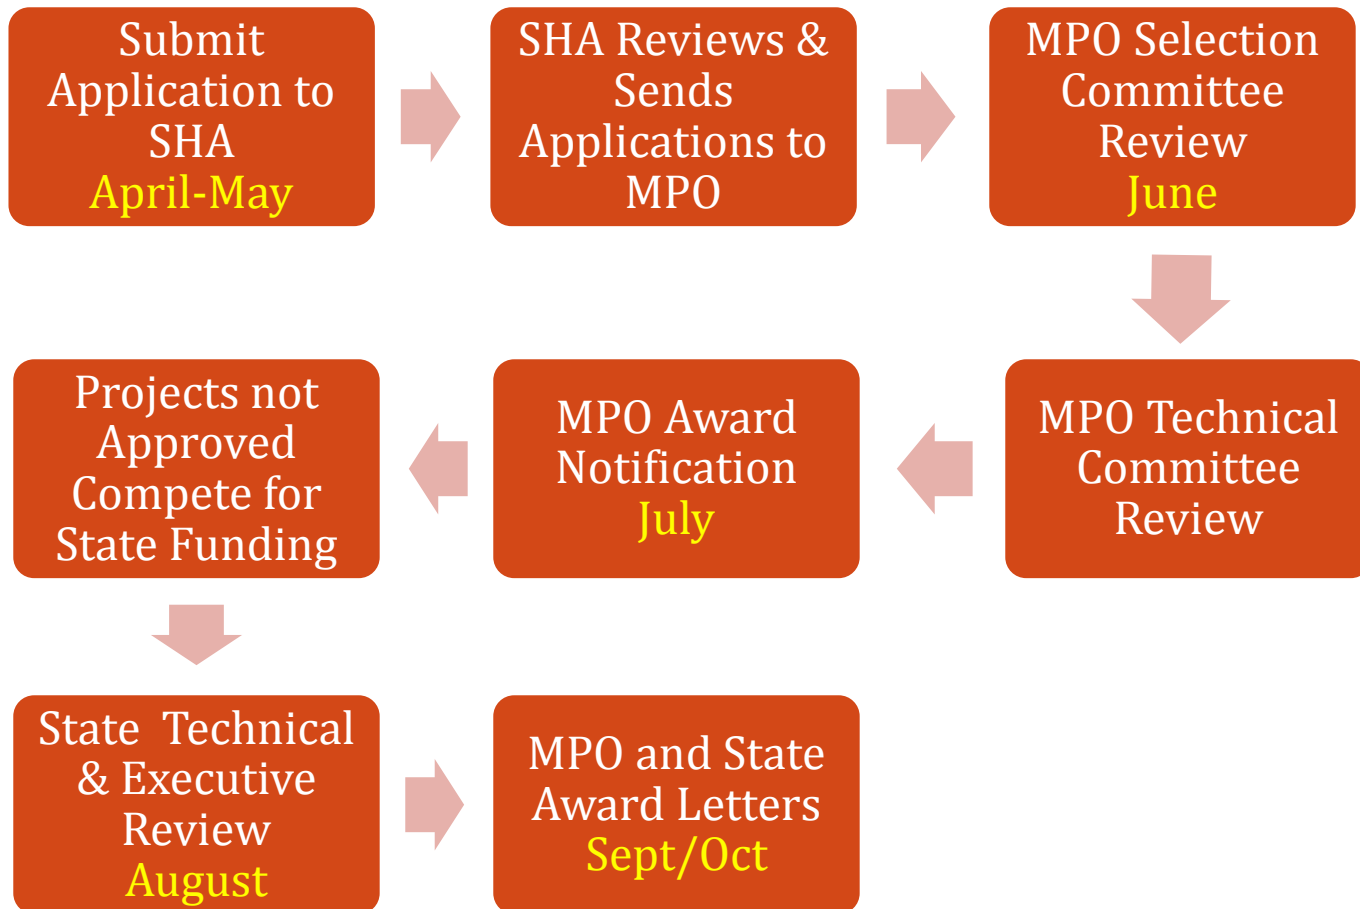 Submit
Application to
SHA
April-May
SHA Reviews &
Sends
Applications to
MPO
MPO Selection
Committee
Review
June
MPO Technical
Committee
Review
MPO Award
Notification
July
Projects not
Approved
Compete for
State Funding
State  Technical
& Executive
Review
August
MPO and State
Award Letters
Sept/Oct